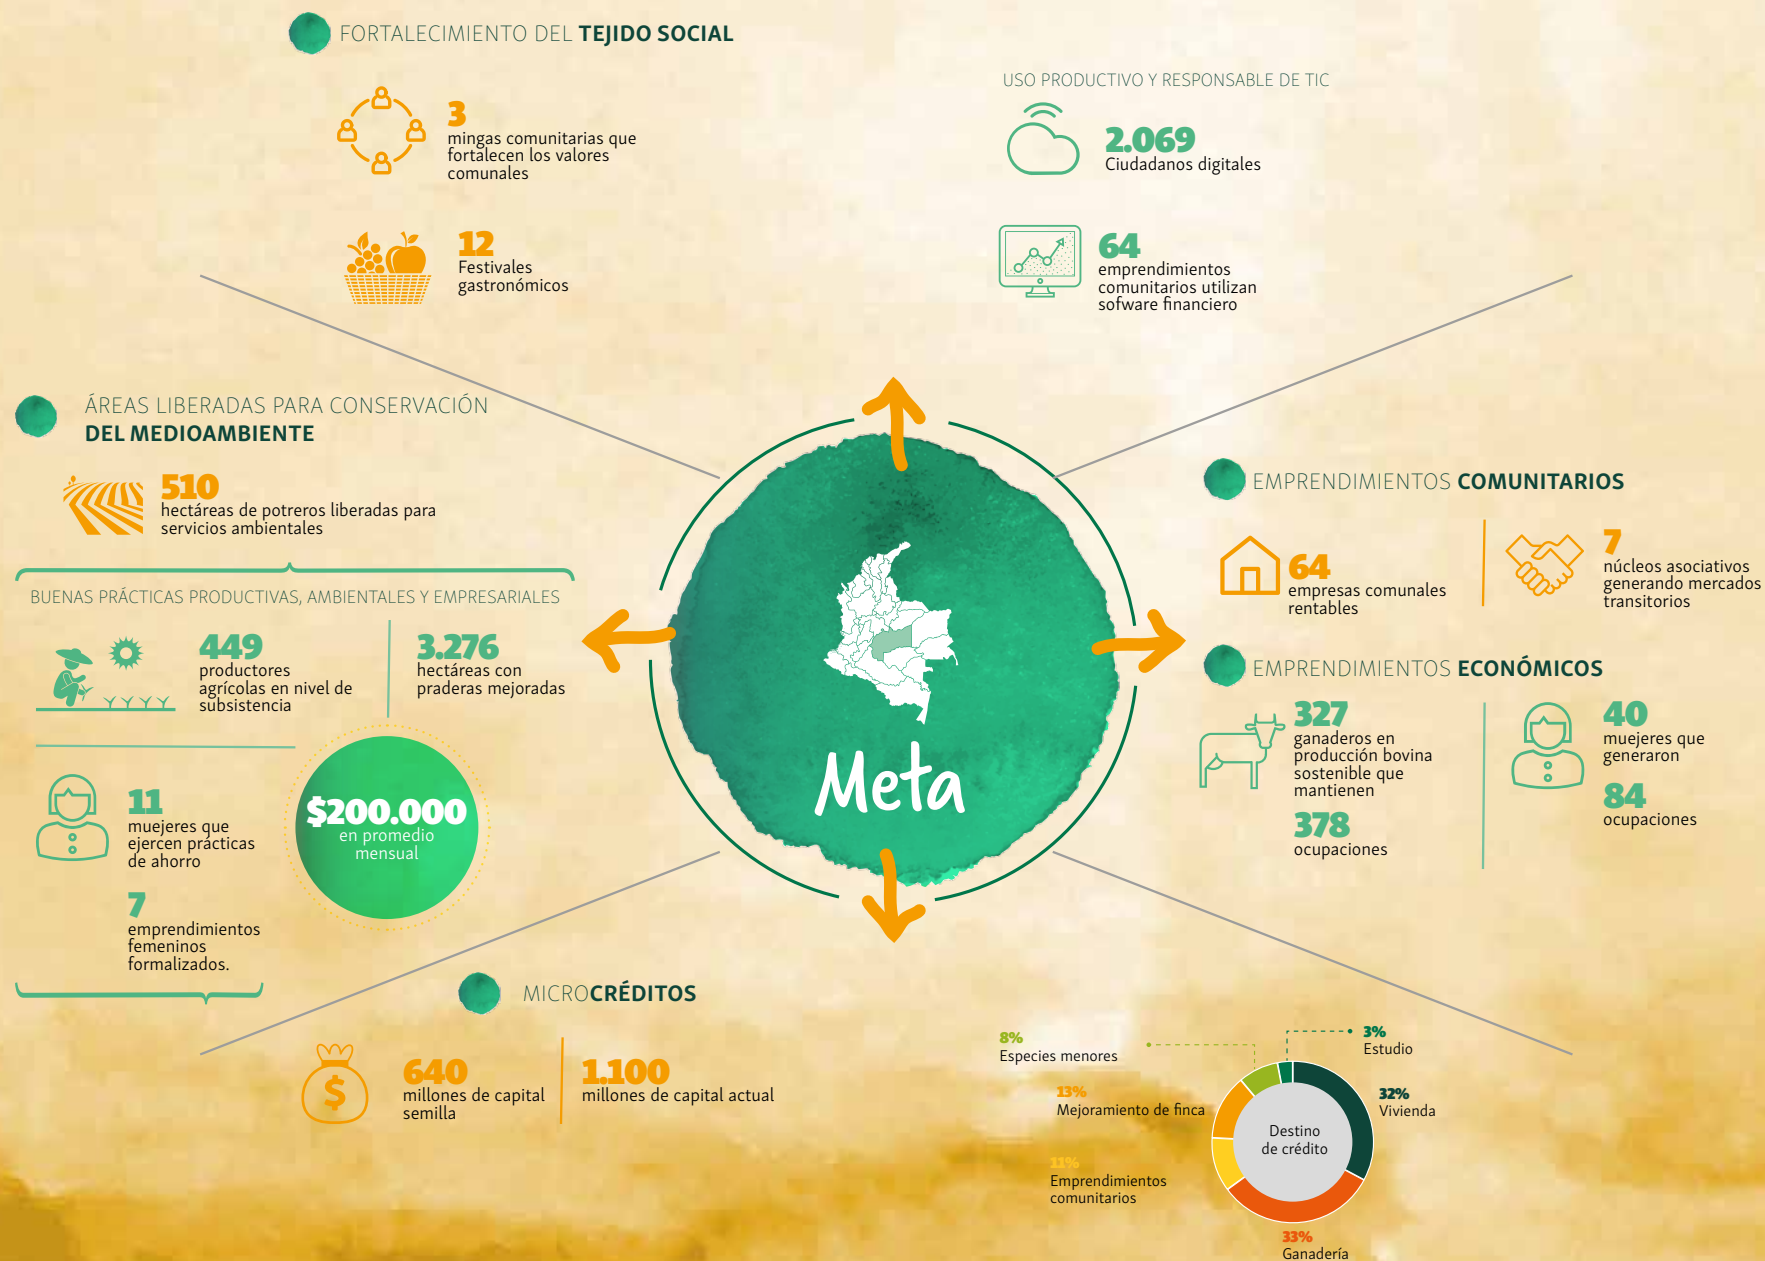 FORTALECIMIENTO DEL TEJIDO SOCIAL
3
mingas comunitarias que
fortalecen los valores
comunales
12
Festivales
gastronómicos
USO PRODUCTIVO Y RESPONSABLE DE TIC
2.069
Ciudadanos digitales
64
emprendimientos
comunitarios utilizan
sofware financiero
ÁREAS LIBERADAS PARA CONSERVACIÓN
DEL MEDIOAMBIENTE
510
hectáreas de potreros liberadas para
servicios ambientales
BUENAS PRÁCTICAS PRODUCTIVAS, AMBIENTALES Y EMPRESARIALES
449
productores
agrícolas en nivel de
subsistencia
3.276
hectáreas con
praderas mejoradas
11
muejeres que
ejercen prácticas
de ahorro
$200.000
en promedio
mensual
7
emprendimientos
femeninos
formalizados.
Meta
EMPRENDIMIENTOS COMUNITARIOS
64
empresas comunales
rentables
7
núcleos asociativos
generando mercados
transitorios
EMPRENDIMIENTOS ECONÓMICOS
327
ganaderos en
producción bovina
sostenible que
mantienen
378
ocupaciones
40
muejeres que
generaron
84
ocupaciones
MICROCRÉDITOS
$
640
millones de capital
semilla
1.100
millones de capital actual
8%
Especies menores
13%
Mejoramiento de finca
11%
Emprendimientos
comunitarios
3%
Estudio
32%
Vivienda
Destino
de crédito
33%
Ganadería